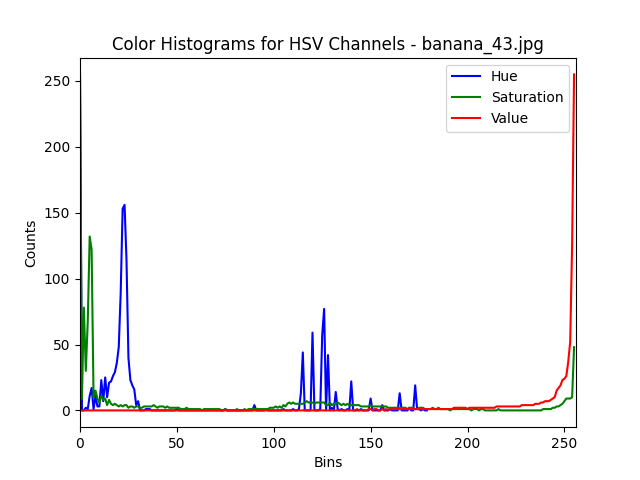 Color Histograms for HSV Channels - banana_43.jpg
Hue
Saturation
Value
Counts
250
200
150
100
50
0
0 50 100 150 200 250
Bins